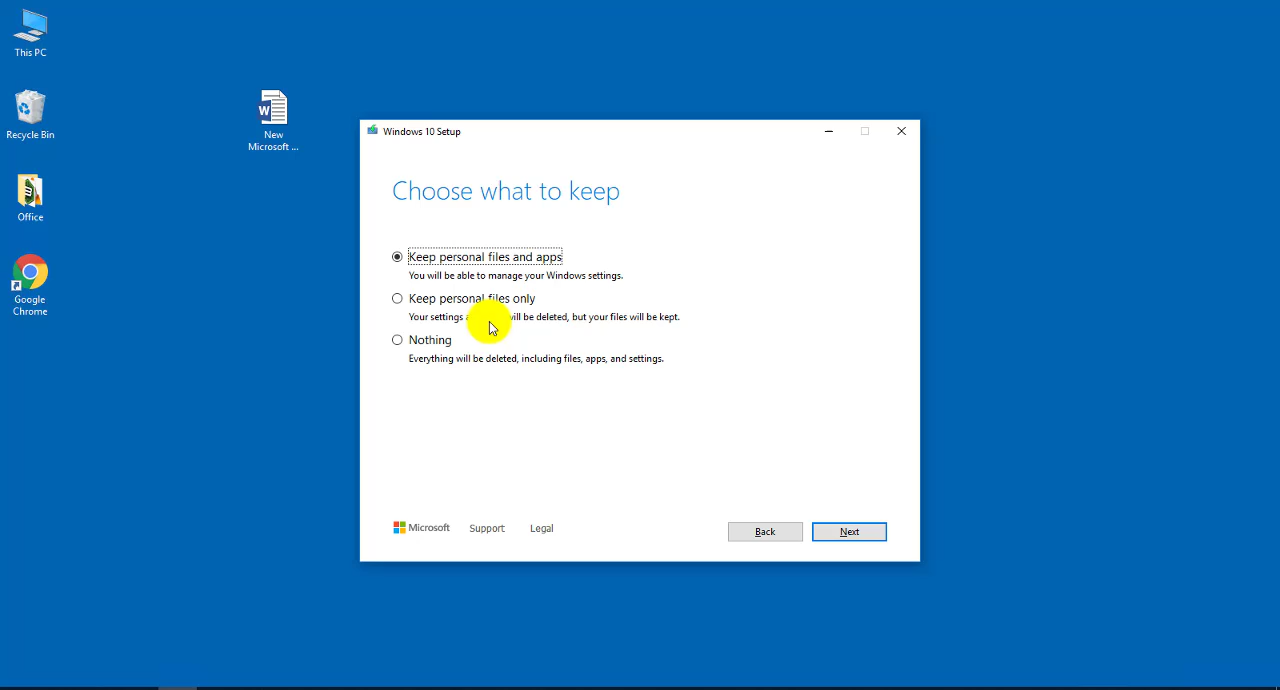 This PC
Recycle Bin
Office
Google
Chrome
New
Microsoft ...
Windows 10 Setup
Choose what to keep
Keep personal files and apps
You will be able to manage your Windows settings.
Keep personal files only
Your settings will be deleted, but your files will be kept.
Nothing
Everything will be deleted, including files, apps, and settings.
Microsoft
Support
Legal
Back
Next